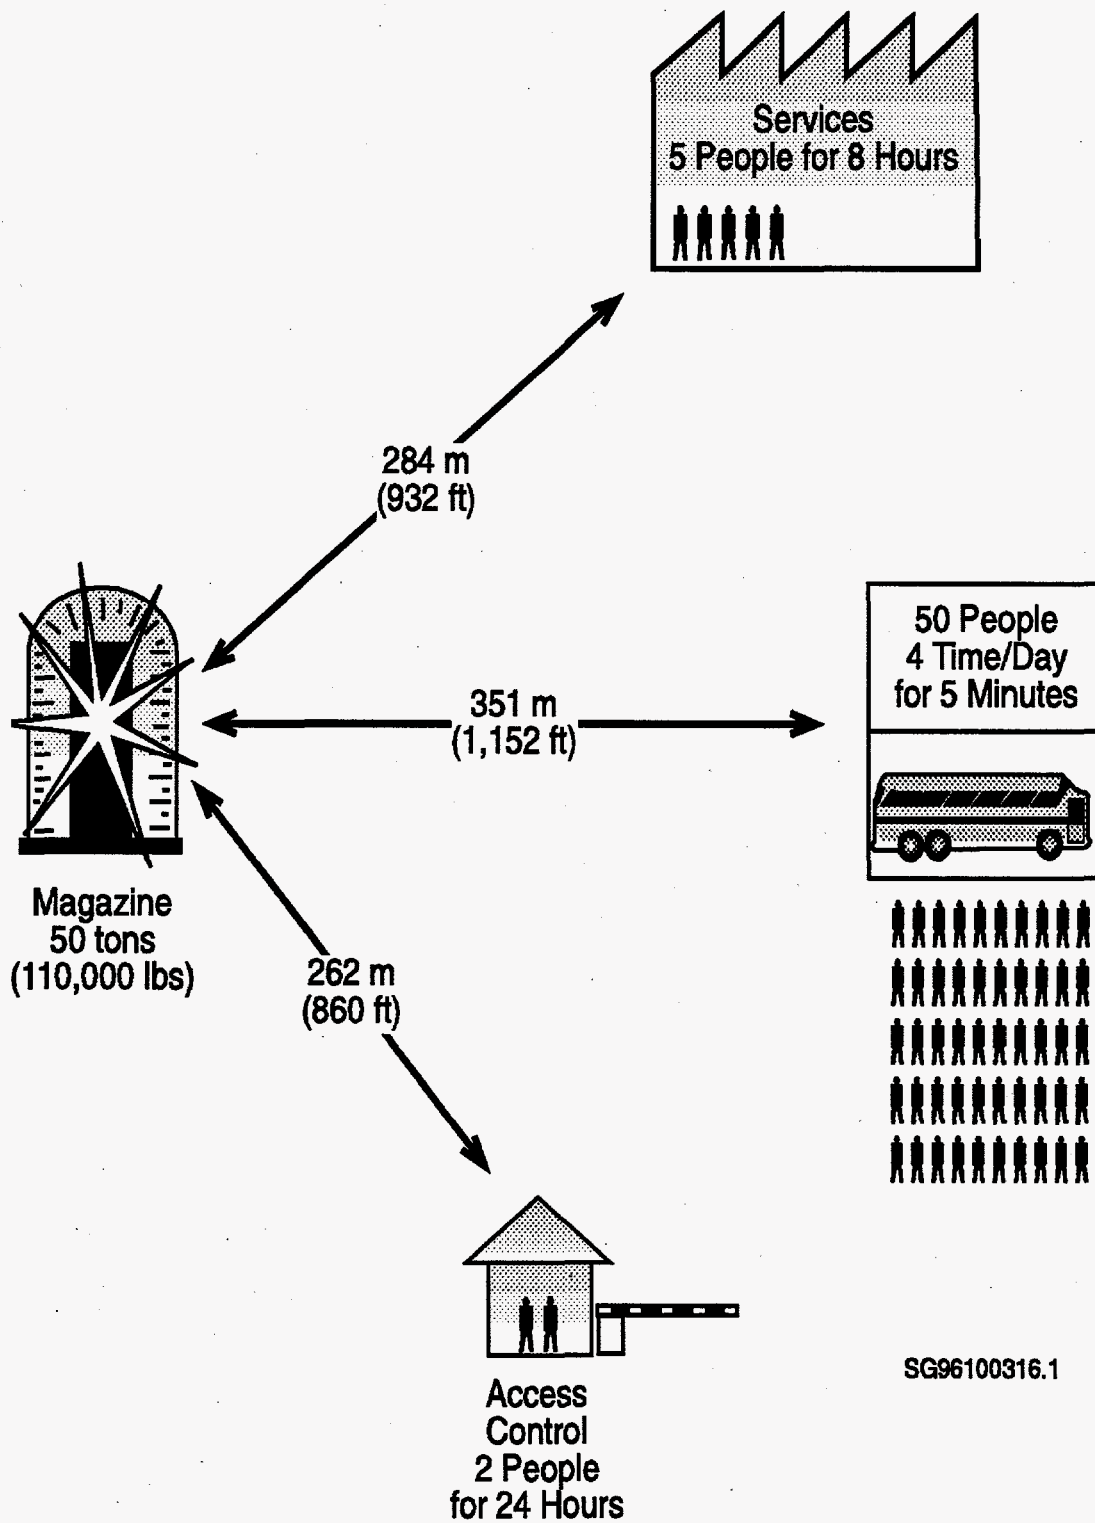 Services
5 People for 8 Hours
284 m
(932 ft)
50 People
4 Time/Day
for 5 Minutes
351 m
(1,152 ft)
Magazine
50 tons
(110,000 lbs)
262 m
(860 ft)
SG96100316.1
Access
Control
2 People
for 24 Hours